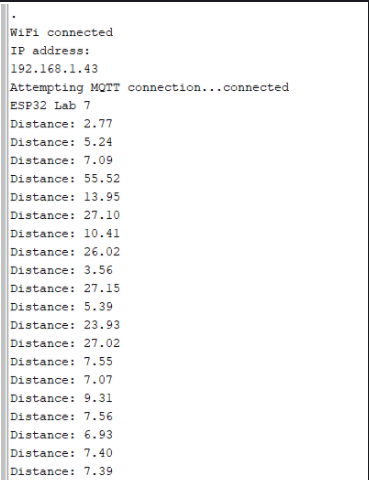 .
WiFi connected
IP address:
192.168.1.43
Attempting MQTT connection...connected
ESP32 Lab 7
Distance: 2.77
Distance: 5.24
Distance: 7.09
Distance: 55.52
Distance: 13.95
Distance: 27.10
Distance: 10.41
Distance: 26.02
Distance: 3.56
Distance: 27.15
Distance: 5.39
Distance: 23.93
Distance: 27.02
Distance: 7.55
Distance: 7.07
Distance: 9.31
Distance: 7.56
Distance: 6.93
Distance: 7.40
Distance: 7.39